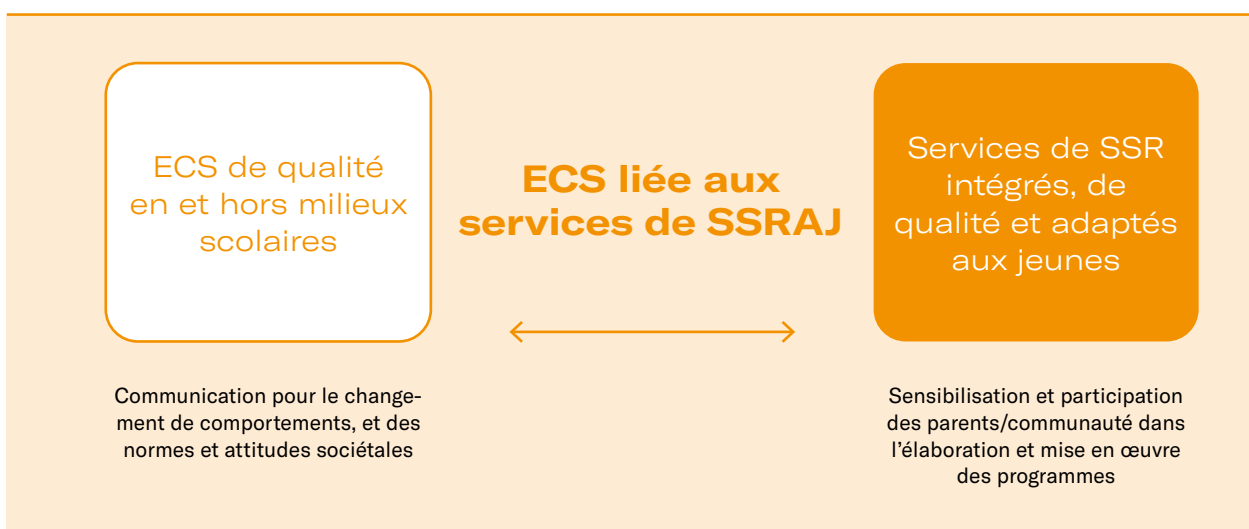 ECS de qualité
en et hors milieux
scolaires
ECS liée aux
services de SSRAJ
Services de SSR
intégrés, de
qualité et adaptés
aux jeunes
Communication pour le change-
ment de comportements, et des
normes et attitudes sociétales
Sensibilisation et participation
des parents/communauté dans
l’élaboration et mise en œuvre
des programmes